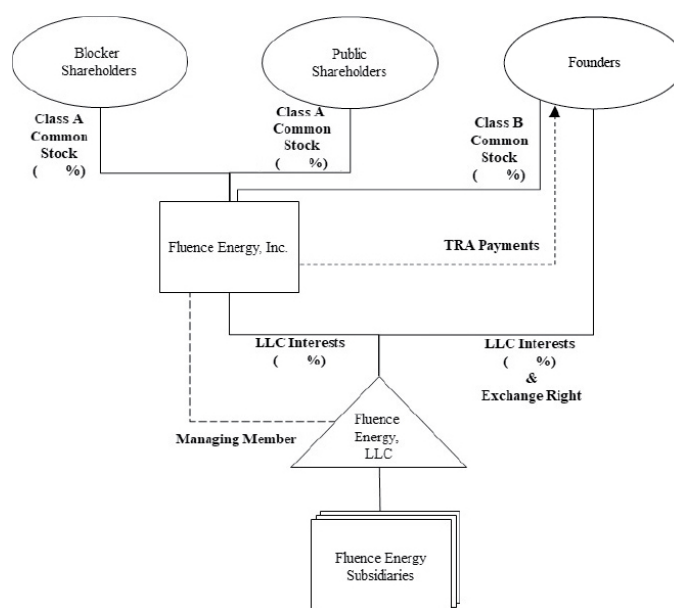 Blocker
Shareholders
Public
Shareholders
Founders
Class A
Common
Stock
(      %)
Class A
Common
Stock
(      %)
Class B
Common
Stock
(      %)
Fluence Energy, Inc.
TRA Payments
LLC Interests
(      %)
LLC Interests
(      %)
&
Exchange Right
Managing Member
Fluence
Energy,
LLC
Fluence Energy
Subsidiaries